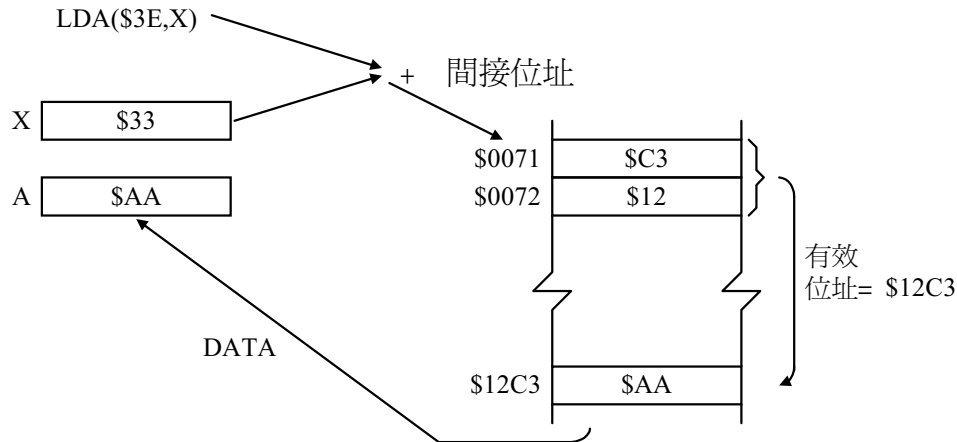 LDA($3E,X)
+ 間接位址
X $33
$0071 $C3
A $AA
$0072 $12
有效
位址= $12C3
DATA
$12C3 $AA